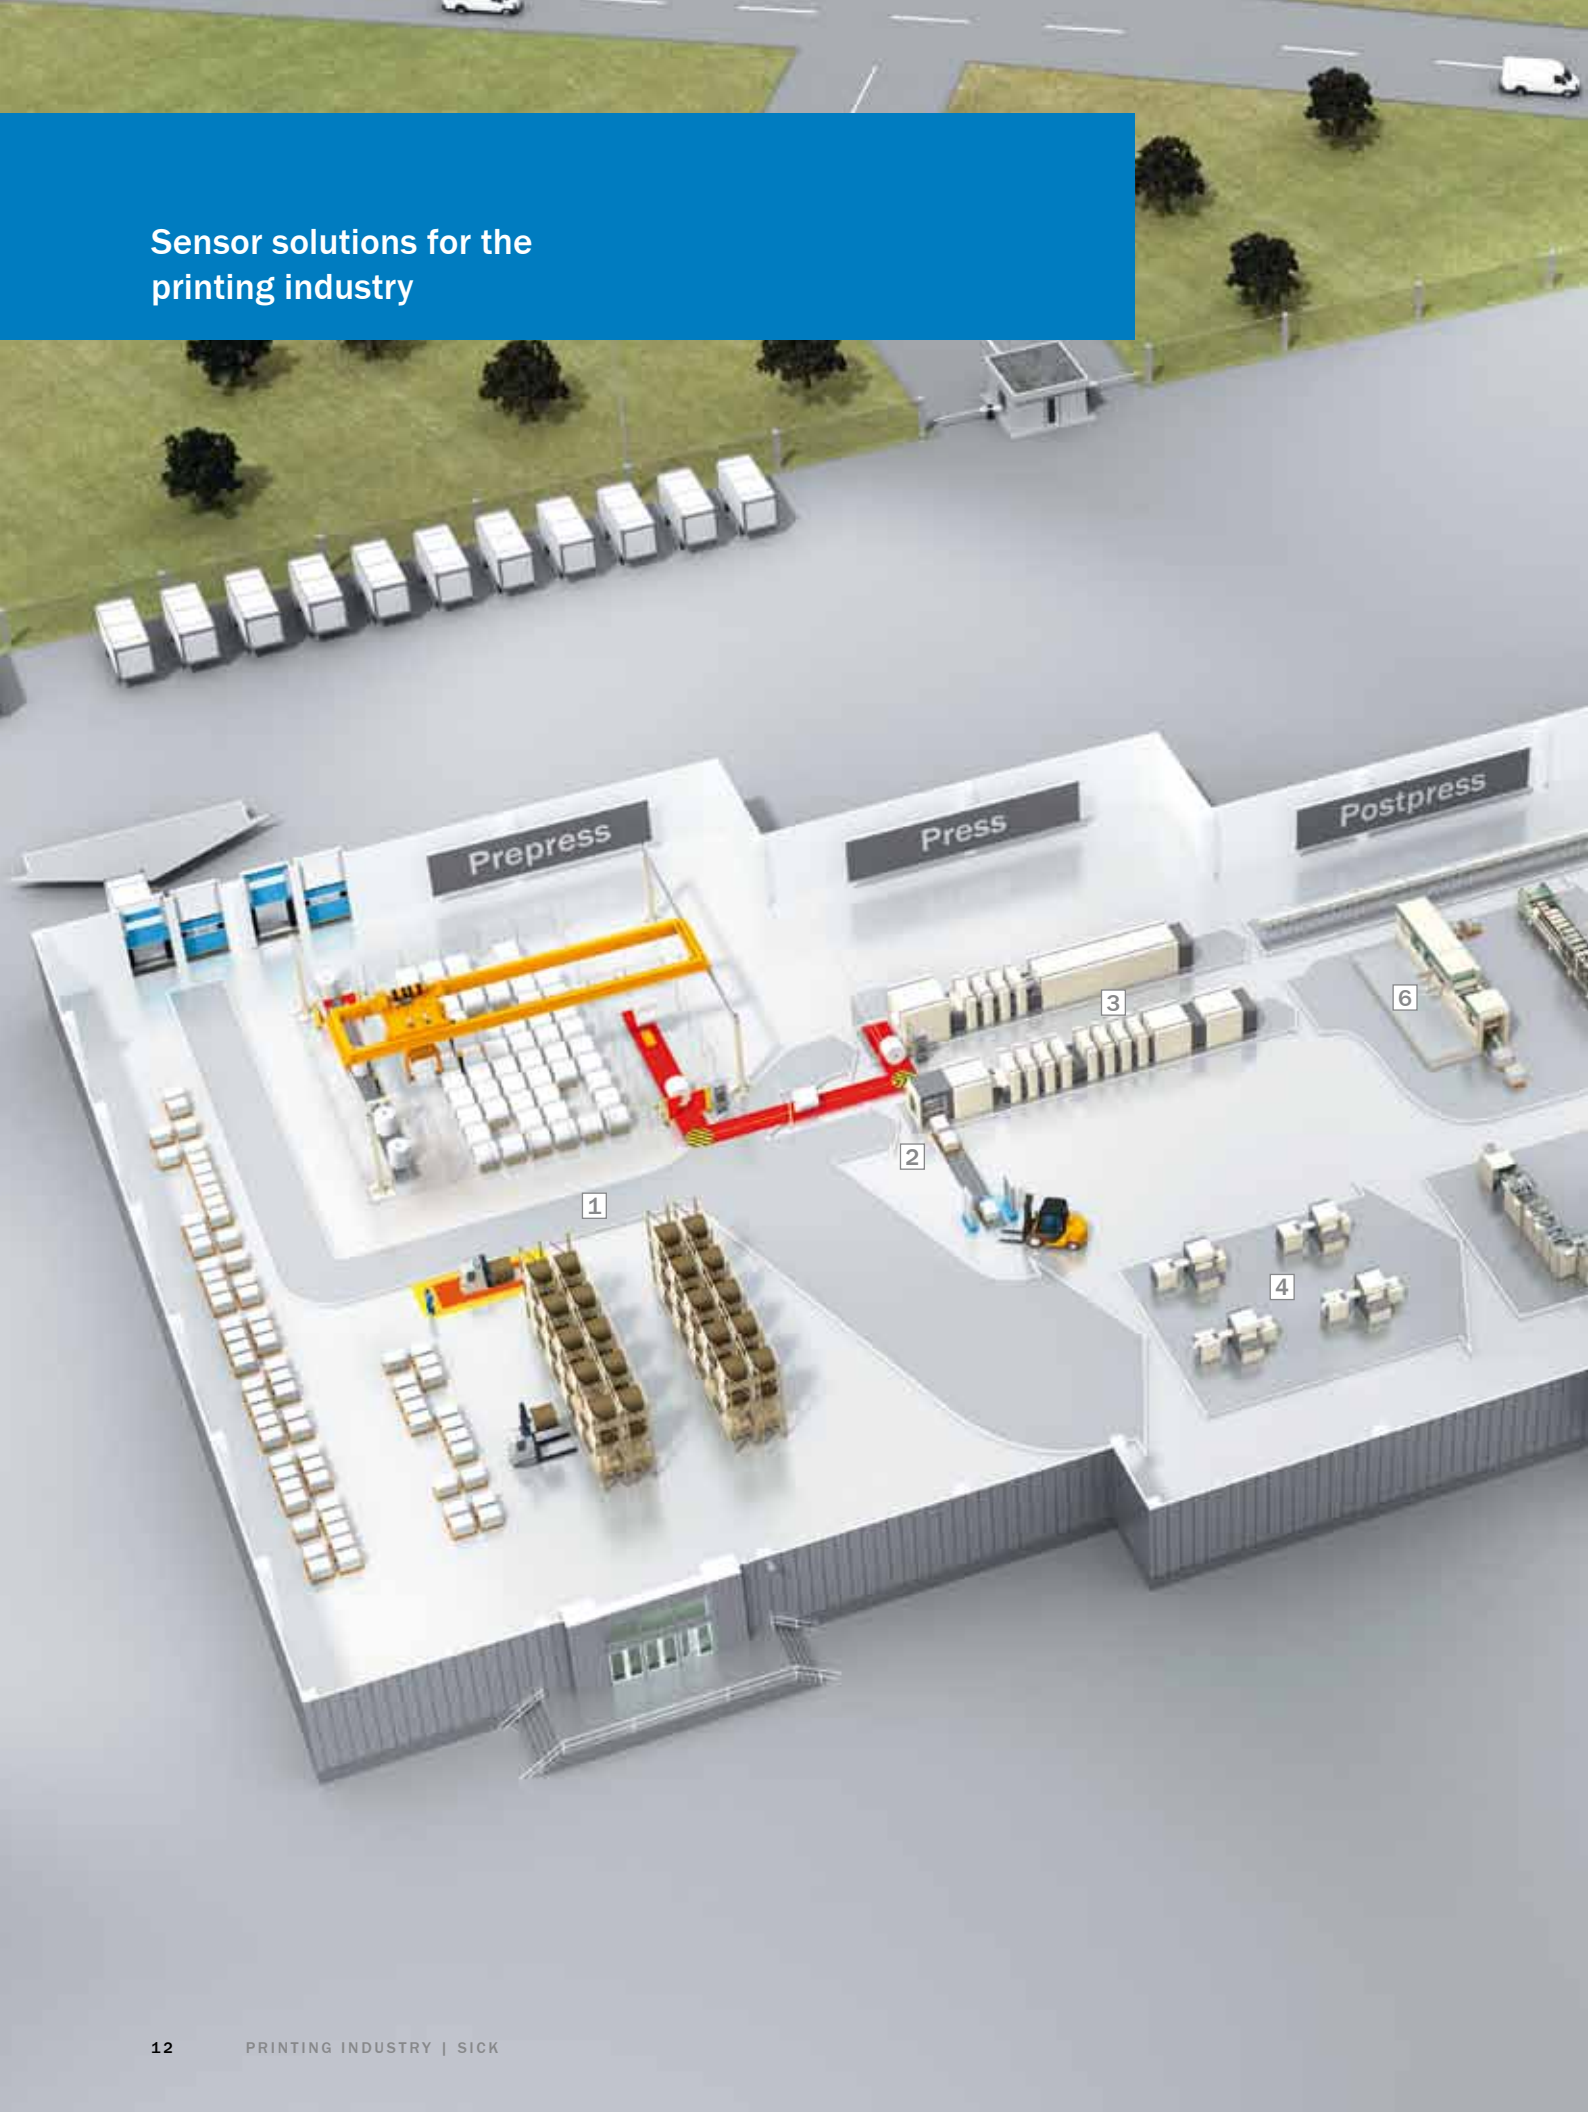 Sensor solutions for the
printing industry
Prepress
Press
Postpress
3
6
2
1
4
12 PRINTING INDUSTRY | SICK